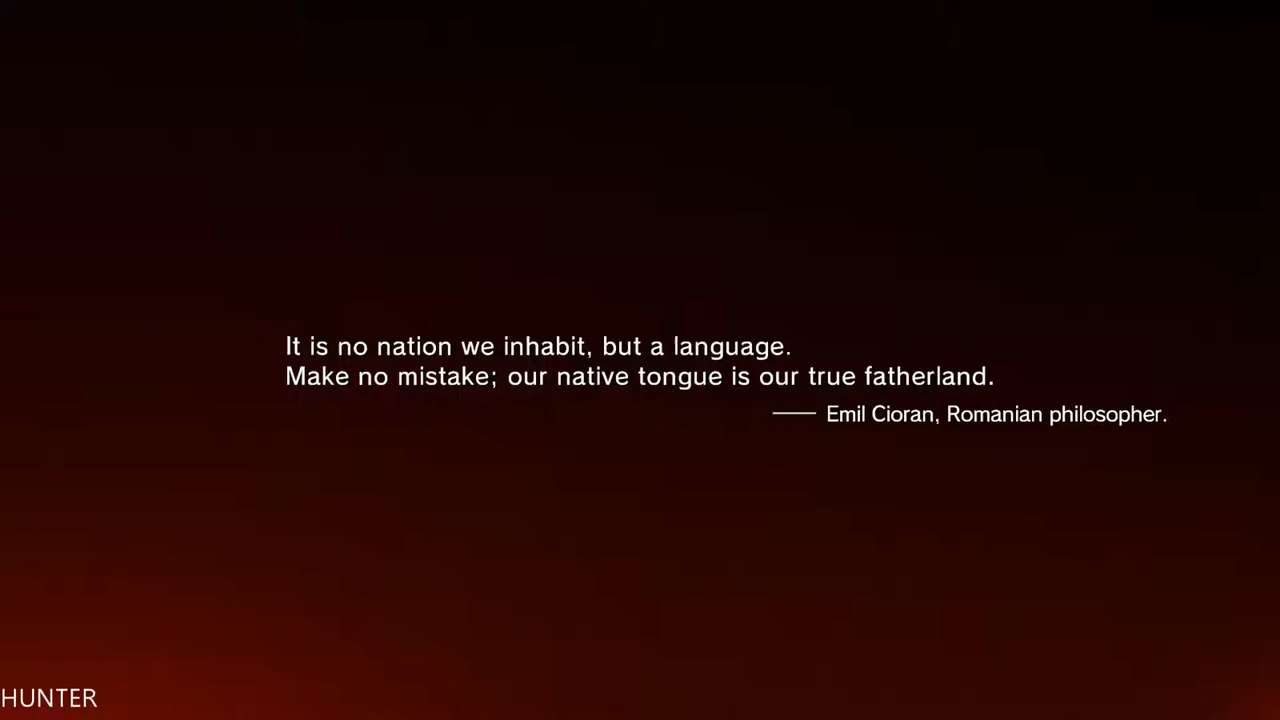 It is no nation we inhabit, but a language.
Make no mistake; our native tongue is our true fatherland.
—— Emil Cioran, Romanian philosopher.
HUNTER